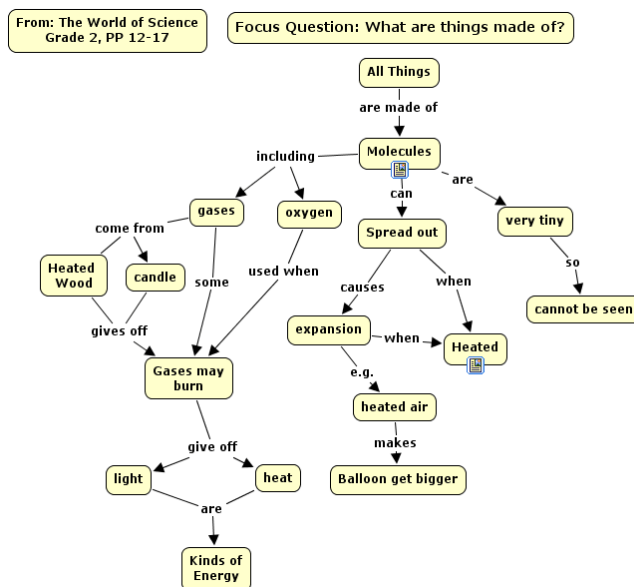 From: The World of Science
Grade 2, PP 12-17
Focus Question: What are things made of?
All Things
are made of
Molecules
including
can
are
gases
oxygen
Spread out
very tiny
come from
Heated
Wood
candle
some
used when
causes
when
so
cannot be seen
gives off
expansion
when
Heated
Gases may
burn
e.g.
heated air
give off
makes
light
heat
Balloon get bigger
are
Kinds of
Energy